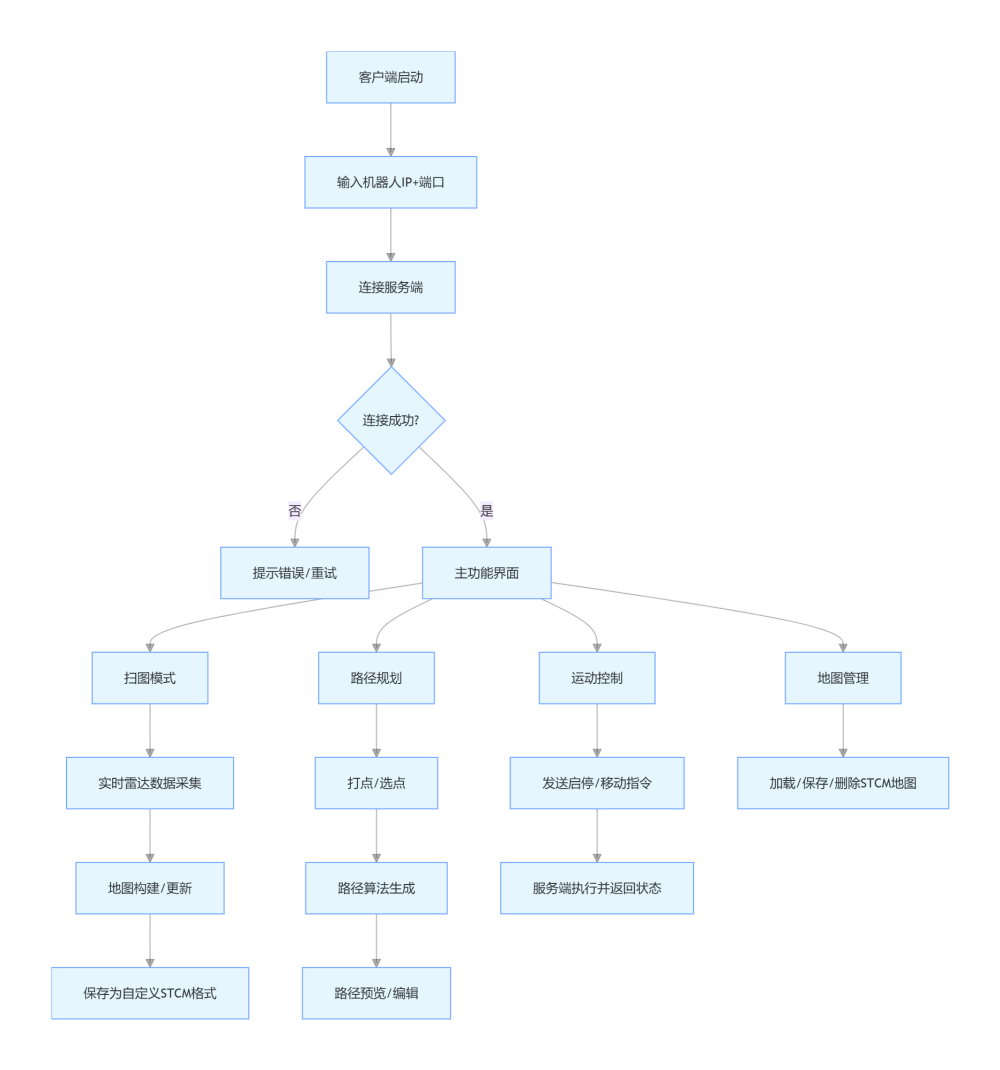 客户端启动
输入机器人IP+端口
连接服务端
连接成功?
否
是
提示错误/重试
主功能界面
扫图模式
路径规划
运动控制
地图管理
实时雷达数据采集
打点/选点
发送启停/移动指令
加载/保存/删除STCM地图
地图构建/更新
路径算法生成
服务端执行并返回状态
保存为自定义STCM格式
路径预览/编辑